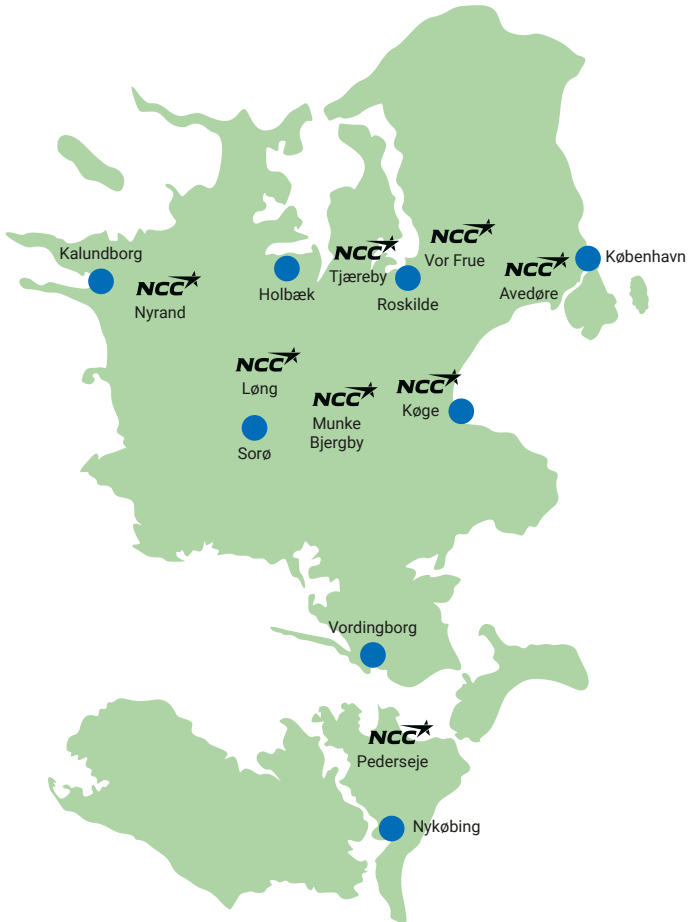 NCC
Vor Frue
NCC
Tjæreby
Kalundborg
København
NCC
Avedøre
NCC
Nyrand
Holbæk
Roskilde
NCC
Løng
NCC
Køge
NCC
Munke
Bjergby
Sorø
Vordingborg
NCC
Pederseje
Nykøbing